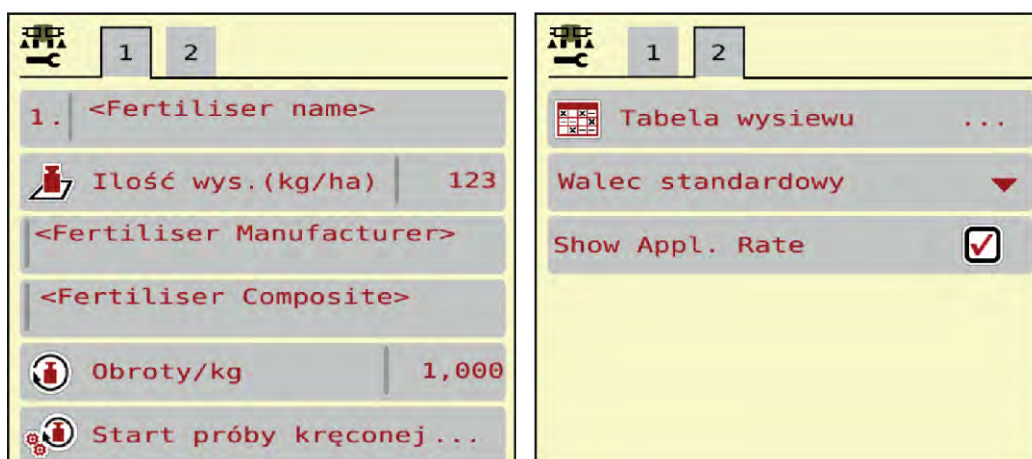 1 2
1. <Fertiliser name>
Ilość wys.(kg/ha) 123
<Fertiliser Manufacturer>
<Fertiliser Composite>
Obroty/kg 1,000
Start próby kręconej...
1 2
Tabela wysiewu ...
Walec standardowy
Show Appl. Rate